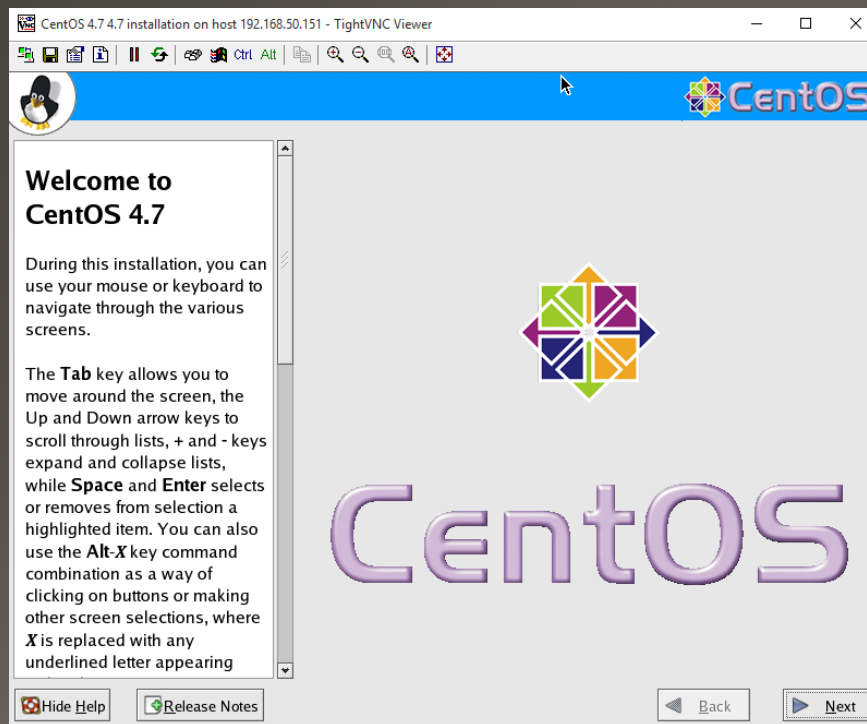 CentOS 4.7 4.7 installation on host 192.168.50.151 - TightVNC Viewer
Ctrl Alt
CentOS
Welcome to
CentOS 4.7
During this installation, you can
use your mouse or keyboard to
navigate through the various
screens.
The Tab key allows you to
move around the screen, the
Up and Down arrow keys to
scroll through lists, + and - keys
expand and collapse lists,
while Space and Enter selects
or removes from selection a
highlighted item. You can also
use the Alt-X key command
combination as a way of
clicking on buttons or making
other screen selections, where
X is replaced with any
underlined letter appearing
CentOS
Hide Help
Release Notes
Back
Next